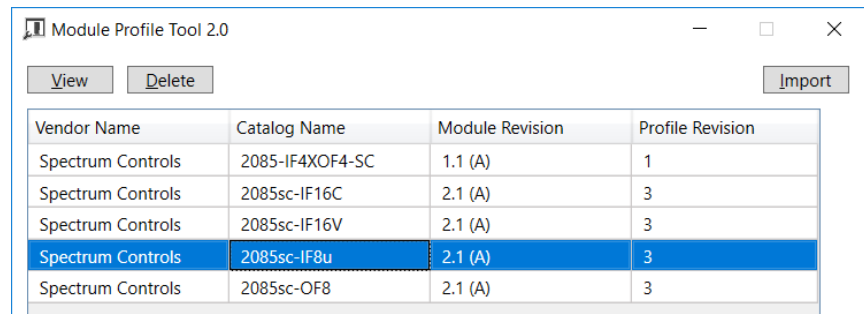 Module Profile Tool 2.0
View Delete Import
Vendor Name Catalog Name Module Revision Profile Revision
Spectrum Controls 2085-IF4XOF4-SC 1.1 (A) 1
Spectrum Controls 2085sc-IF16C 2.1 (A) 3
Spectrum Controls 2085sc-IF16V 2.1 (A) 3
Spectrum Controls 2085sc-IF8u 2.1 (A) 3
Spectrum Controls 2085sc-OF8 2.1 (A) 3